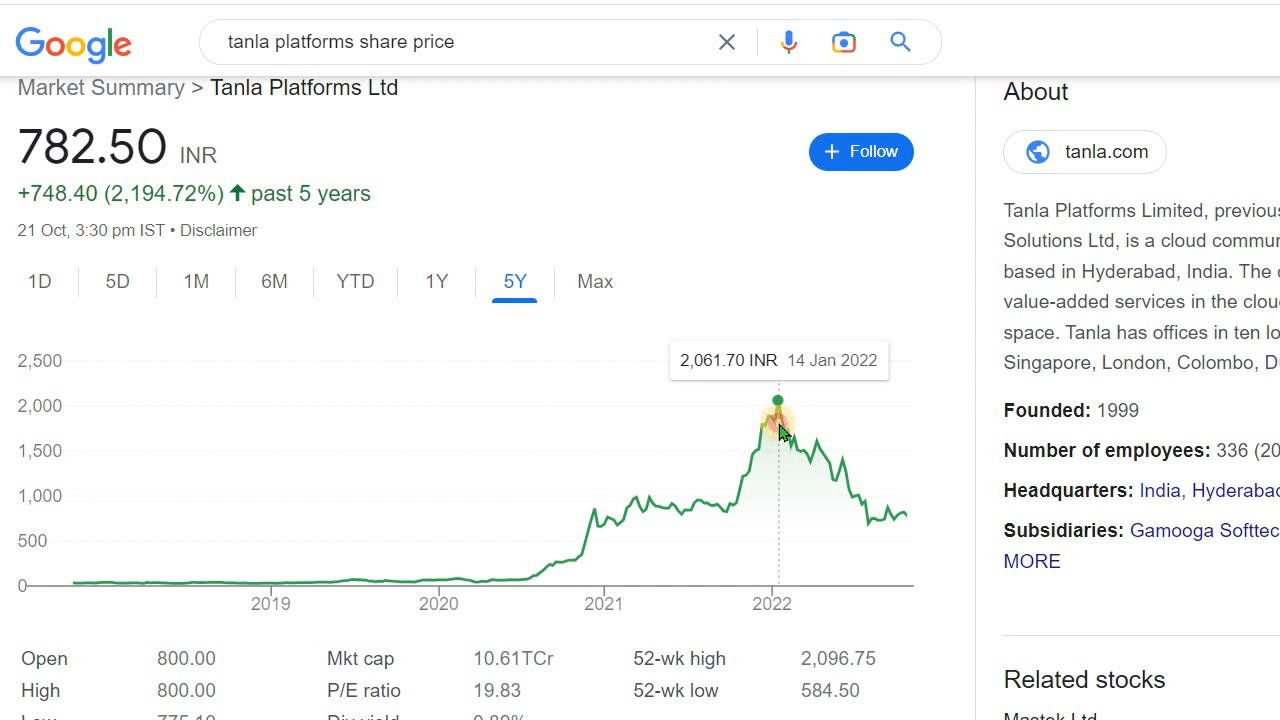 Google
tanla platforms share price
Market Summary > Tanla Platforms Ltd
782.50 INR
+ Follow
+748.40 (2,194.72%) ↑ past 5 years
21 Oct, 3:30 pm IST • Disclaimer
1D 5D 1M 6M YTD 1Y 5Y Max
2,061.70 INR 14 Jan 2022
2,500
2,000
1,500
1,000
500
0
2019 2020 2021 2022
Open 800.00 Mkt cap 10.61TCr 52-wk high 2,096.75
High 800.00 P/E ratio 19.83 52-wk low 584.50
About
tanla.com
Tanla Platforms Limited, previous
Solutions Ltd, is a cloud commun
based in Hyderabad, India. The
value-added services in the clou
space. Tanla has offices in ten lo
Singapore, London, Colombo, D
Founded: 1999
Number of employees: 336 (20
Headquarters: India, Hyderabad
Subsidiaries: Gamooga Softtec
MORE
Related stocks